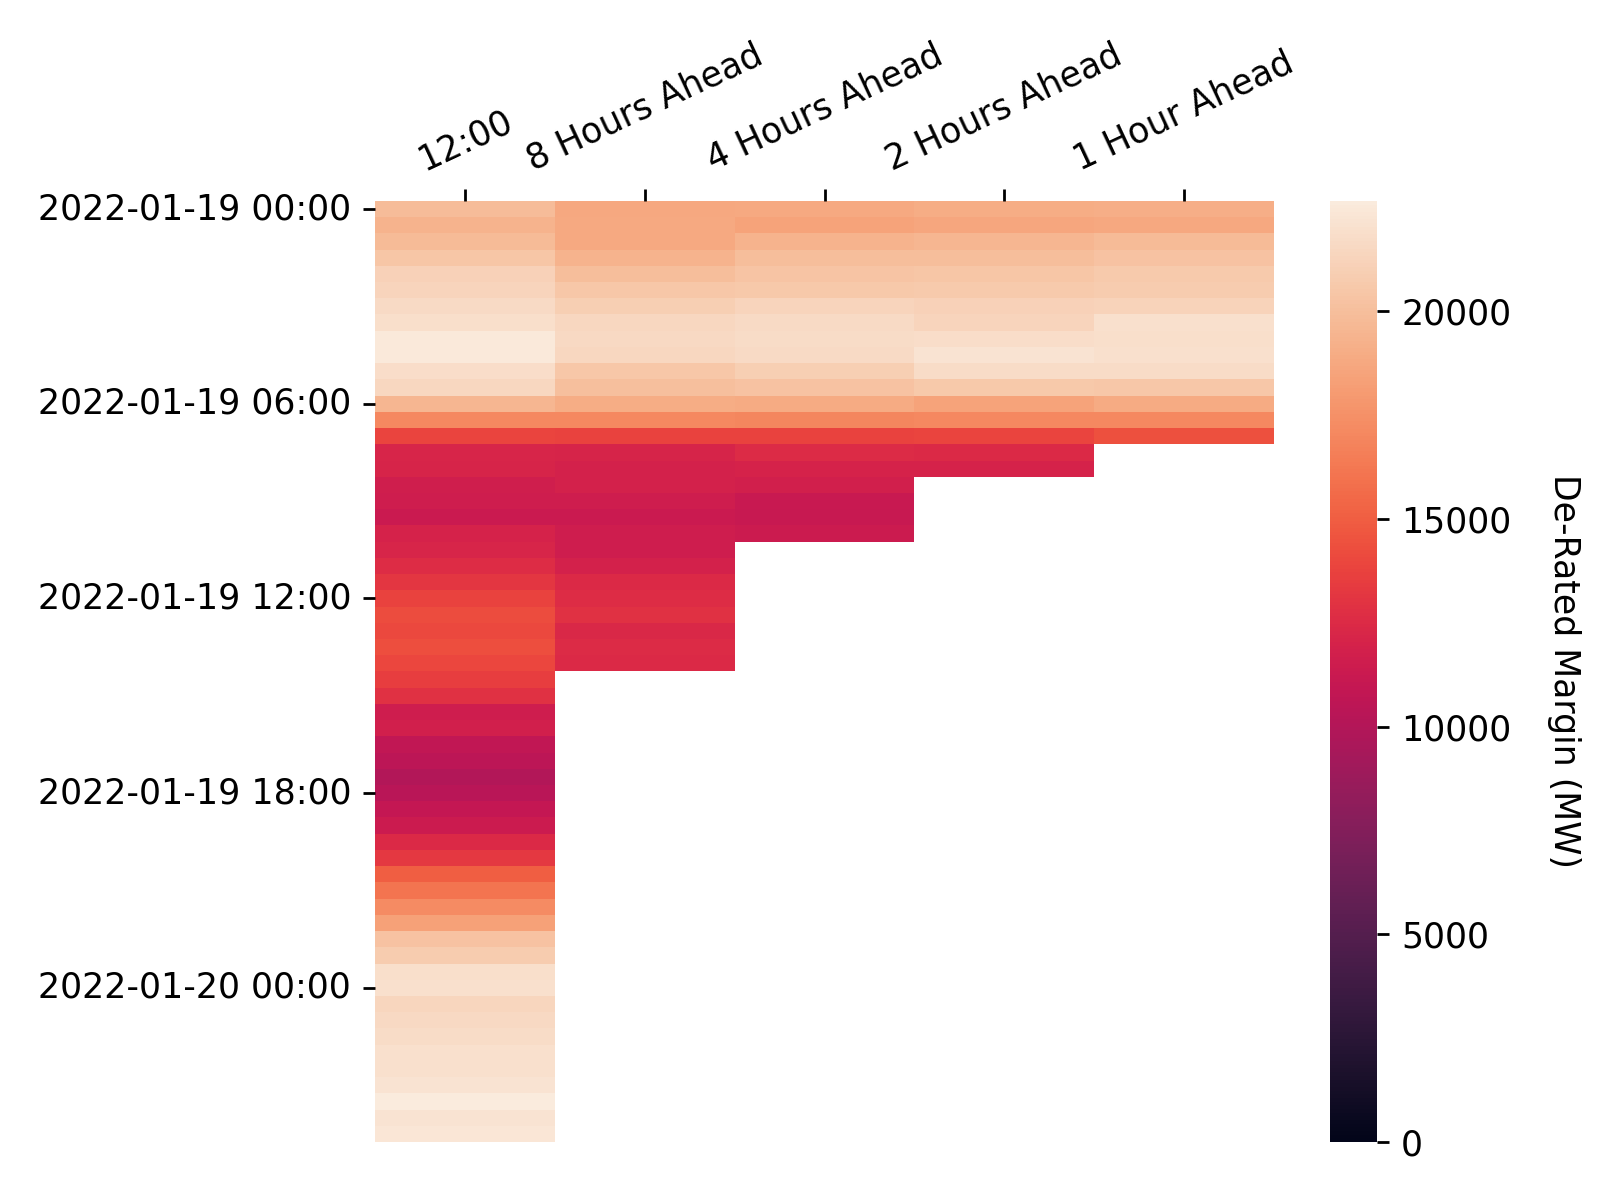 12:00
8 Hours Ahead
4 Hours Ahead
2 Hours Ahead
1 Hour Ahead
2022-01-19 00:00
2022-01-19 06:00
2022-01-19 12:00
2022-01-19 18:00
2022-01-20 00:00
20000
15000
10000
5000
0
De-Rated Margin (MW)